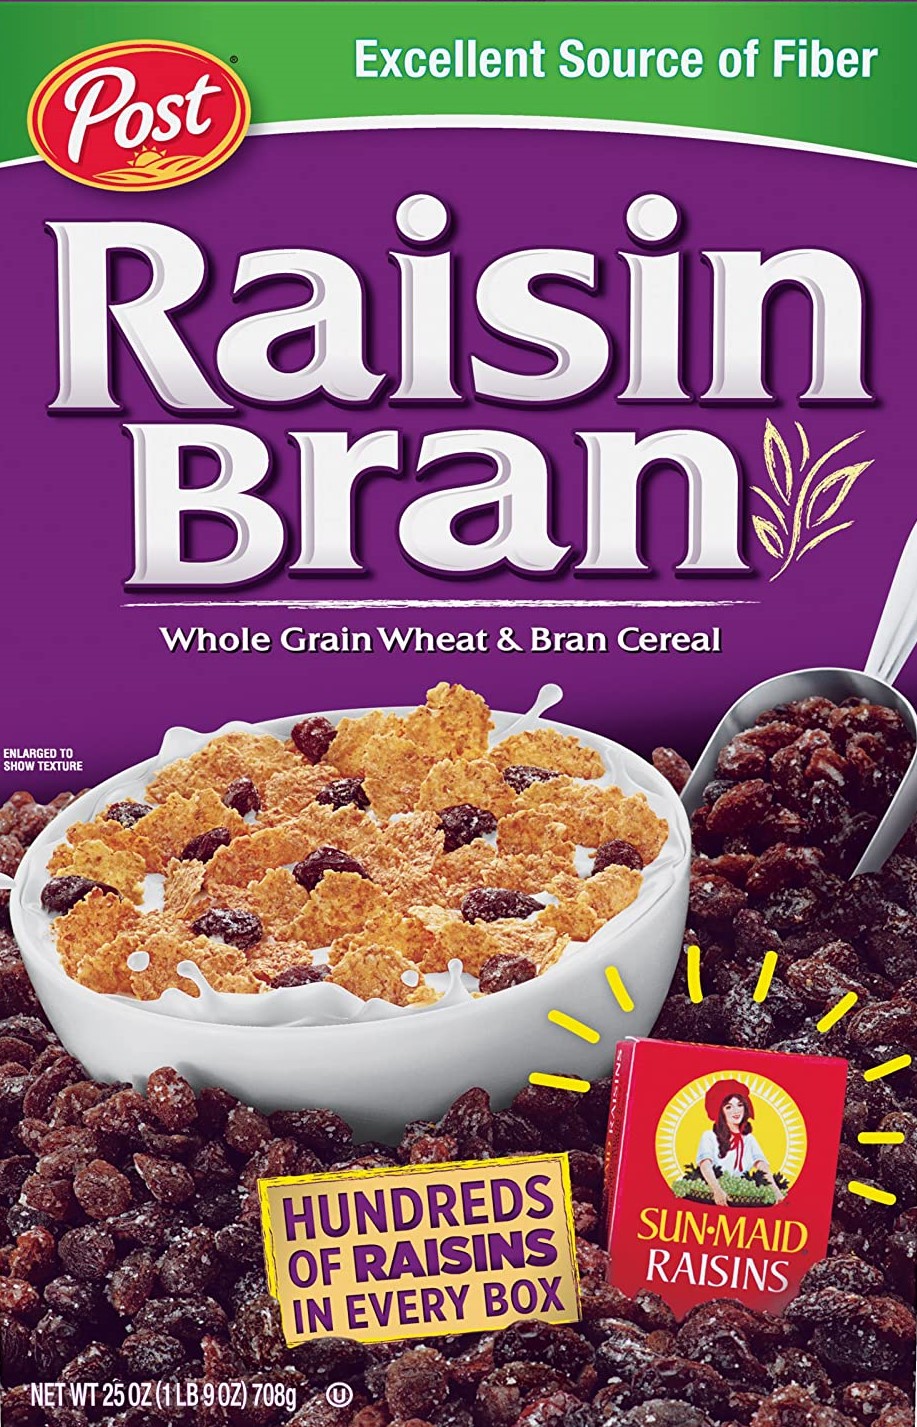 Excellent Source of Fiber
Post®
Raisin
Bran
Whole Grain Wheat & Bran Cereal
ENLARGED TO
SHOW TEXTURE
RAISINS
SUN•MAID
RAISINS
HUNDREDS
OF RAISINS
IN EVERY BOX
NET WT 25 OZ (1 LB 9 OZ) 708g U